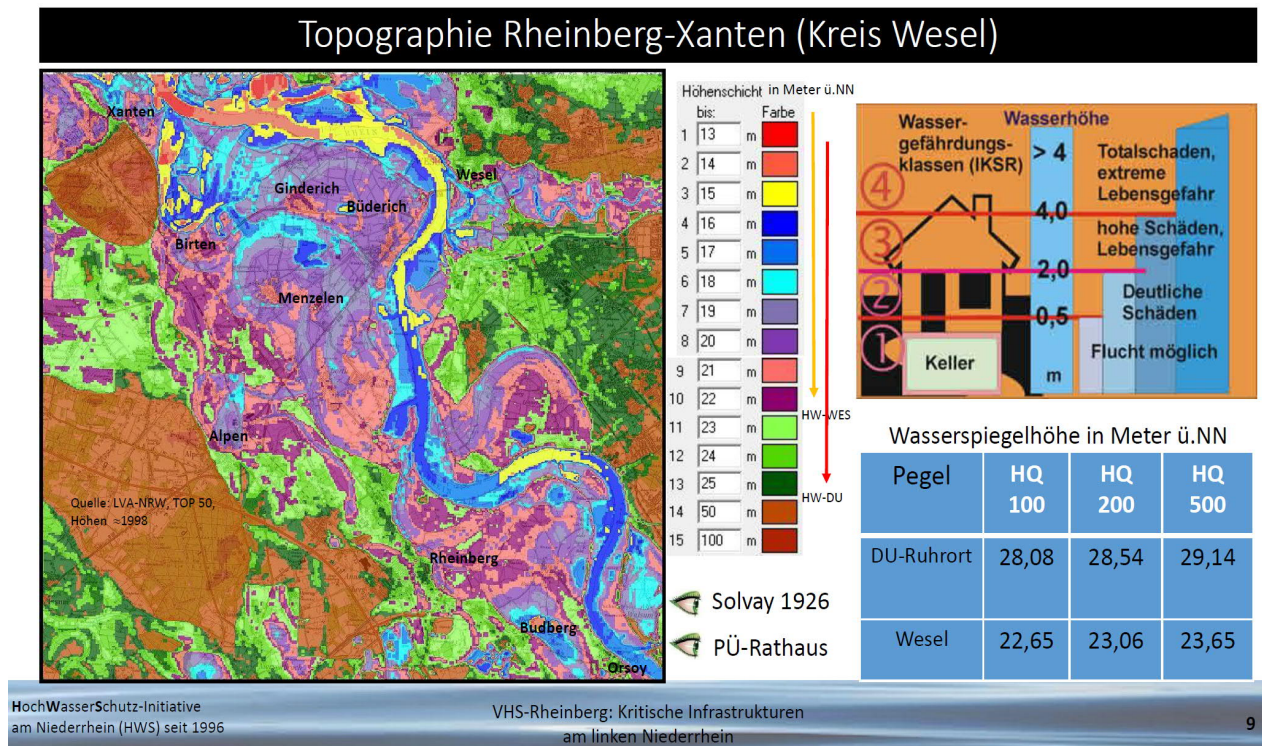 Topographie Rheinberg-Xanten (Kreis Wesel)
Xanten
Wesel
Ginderich
Büderich
Birten
Menzelen
Alpen
Quelle: LVA-NRW, TOP 50,
Höhen ≈1998
Rheinberg
Budberg
Orsoy
Höhenschicht in Meter ü.NN
bis: Farbe
1 13 m
2 14 m
3 15 m
4 16 m
5 17 m
6 18 m
7 19 m
8 20 m
9 21 m
10 22 m
HW-WES
11 23 m
12 24 m
13 25 m
HW-DU
14 50 m
15 100 m
Solvay 1926
PÜ-Rathaus
Wasser-
gefährdungs-
klassen (IKSR)
Wasserhöhe
> 4
4,0
2,0
0,5
m
4
3
2
1
Keller
Totalschaden,
extreme
Lebensgefahr
hohe Schäden,
Lebensgefahr
Deutliche
Schäden
Flucht möglich
Wasserspiegelhöhe in Meter ü.NN
Pegel HQ 100 HQ 200 HQ 500
DU-Ruhrort 28,08 28,54 29,14
Wesel 22,65 23,06 23,65
HochWasserSchutz-Initiative
am Niederrhein (HWS) seit 1996
VHS-Rheinberg: Kritische Infrastrukturen
am linken Niederrhein
9